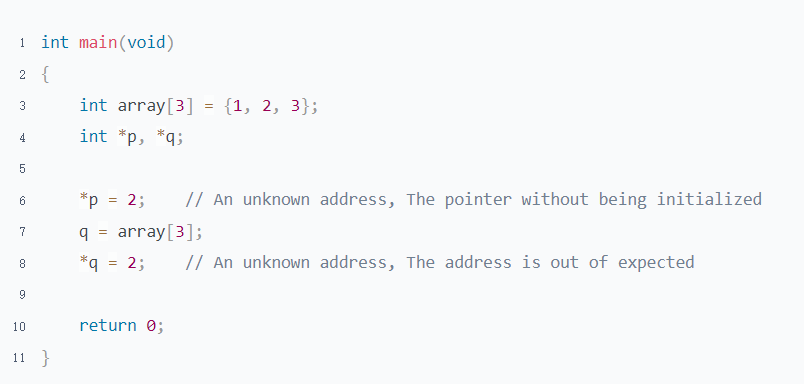 1 int main(void)
2 {
3     int array[3] = {1, 2, 3};
4     int *p, *q;
5
6     *p = 2;    // An unknown address, The pointer without being initialized
7     q = array[3];
8     *q = 2;    // An unknown address, The address is out of expected
9
10     return 0;
11 }